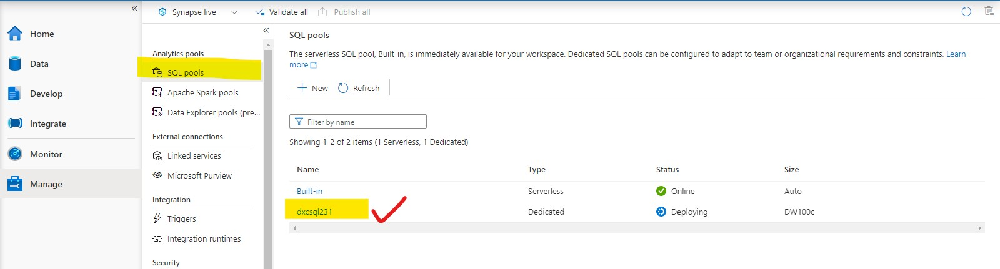 Synapse live
Validate all
Publish all
Home
Data
Develop
Integrate
Monitor
Manage
Analytics pools
SQL pools
Apache Spark pools
Data Explorer pools (pre...
External connections
Linked services
Microsoft Purview
Integration
Triggers
Integration runtimes
Security
SQL pools
The serverless SQL pool, Built-in, is immediately available for your workspace. Dedicated SQL pools can be configured to adapt to team or organizational requirements and constraints. Learn
more
New
Refresh
Filter by name
Showing 1-2 of 2 items (1 Serverless, 1 Dedicated)
Name Type Status Size
Built-in Serverless Online Auto
dxcsql231 Dedicated Deploying DW100c